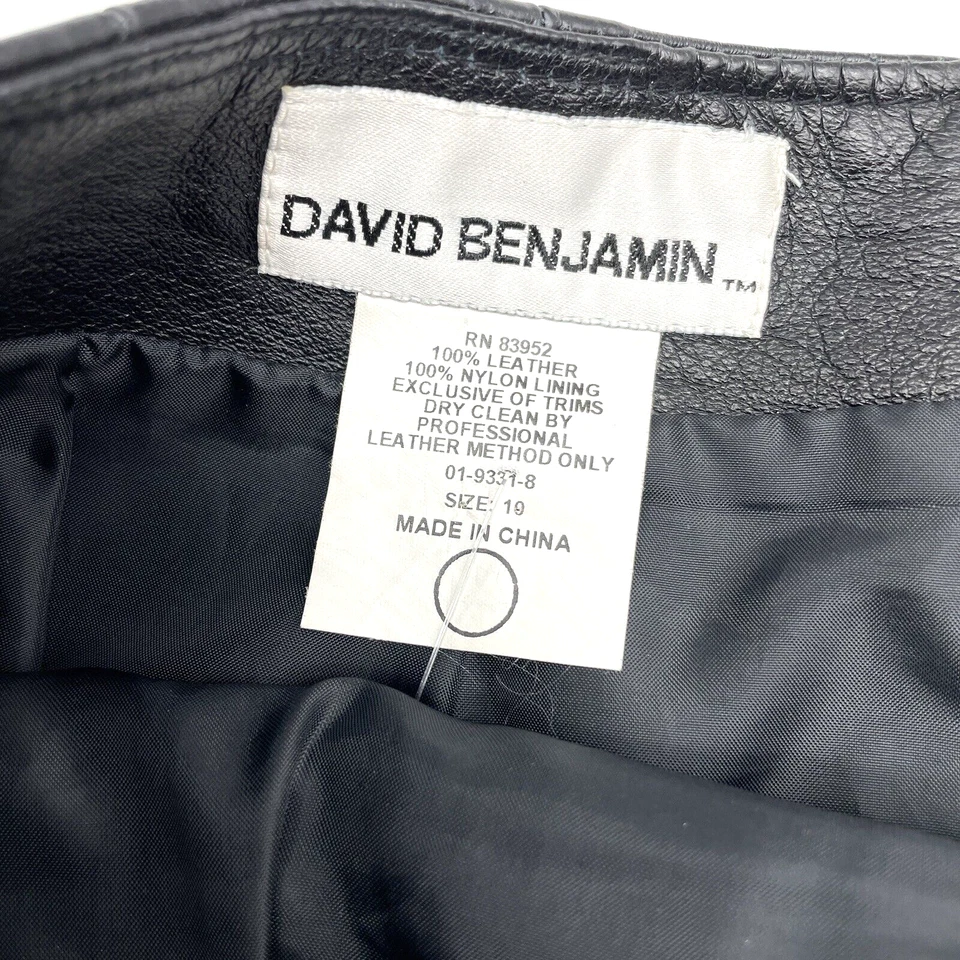 DAVID BENJAMIN ™
RN 83952
100% LEATHER
100% NYLON LINING
EXCLUSIVE OF TRIMS
DRY CLEAN BY
PROFESSIONAL
LEATHER METHOD ONLY
01-9331-8
SIZE: 10
MADE IN CHINA